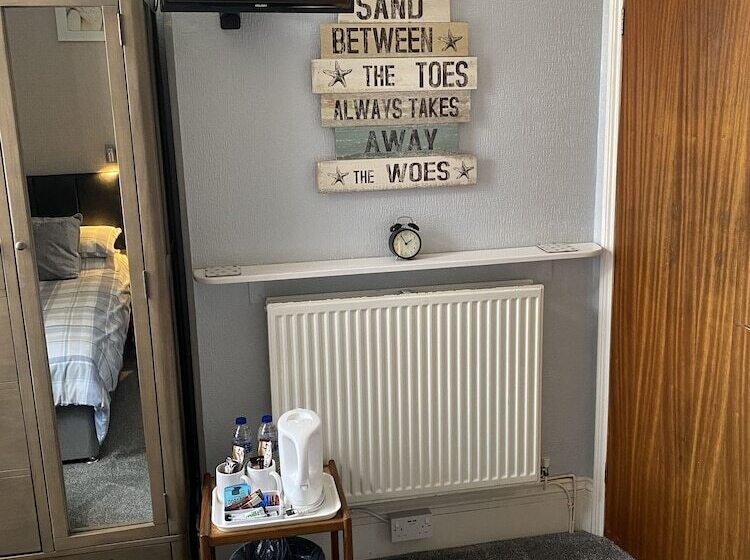 SAND
BETWEEN
THE TOES
ALWAYS TAKES
AWAY
THE WOES